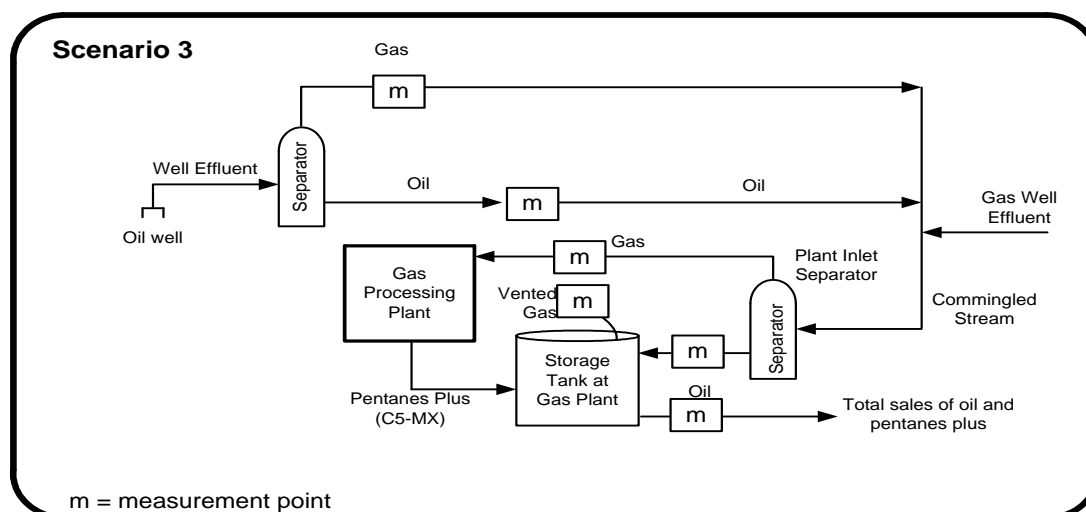 Scenario 3
Gas
m
Well Effluent
Separator
Oil
m
Oil
Oil well
Gas Well
Effluent
Gas
m
Plant Inlet
Separator
Gas
Processing
Plant
Vented
Gas
m
Commingled
Stream
Separator
m
Storage
Tank at
Gas Plant
Pentanes Plus
(C5-MX)
Oil
m
Total sales of oil and
pentanes plus
m = measurement point